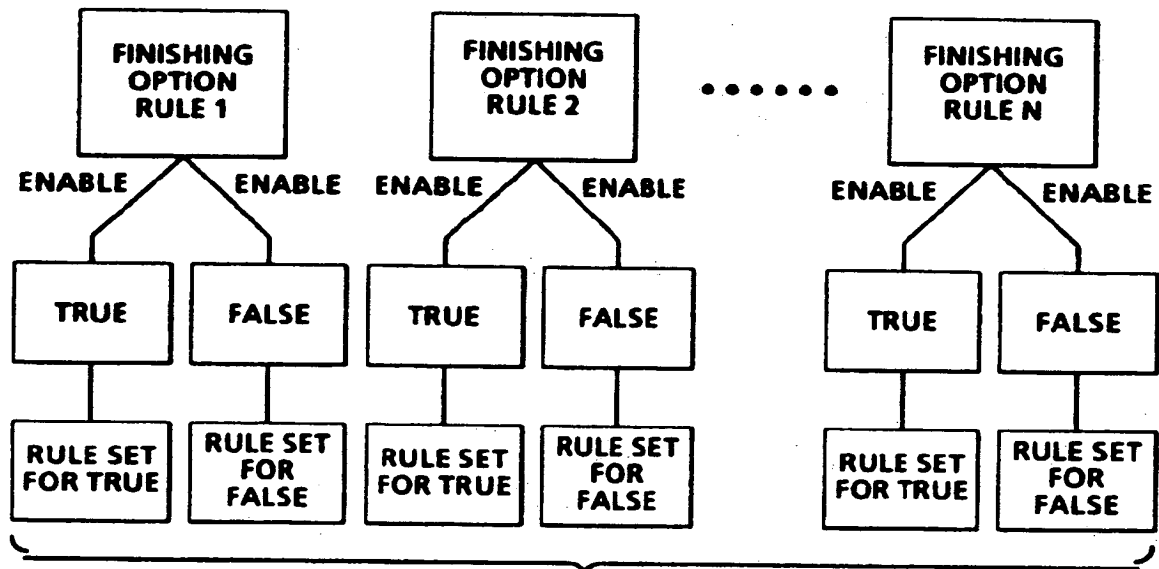 FINISHING
OPTION
RULE 1
FINISHING
OPTION
RULE 2
FINISHING
OPTION
RULE N
ENABLE
ENABLE
ENABLE
ENABLE
ENABLE
ENABLE
TRUE
FALSE
TRUE
FALSE
TRUE
FALSE
RULE SET
FOR TRUE
RULE SET
FOR
FALSE
RULE SET
FOR TRUE
RULE SET
FOR
FALSE
RULE SET
FOR TRUE
RULE SET
FOR
FALSE